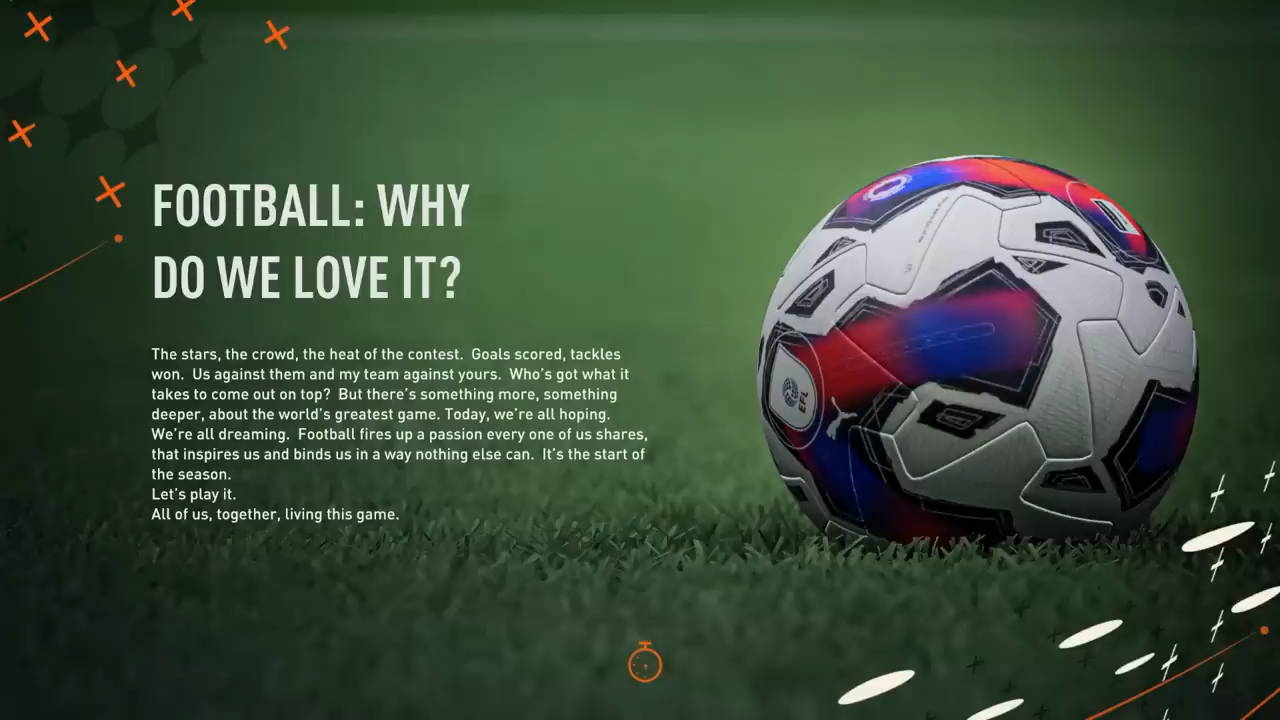 FOOTBALL: WHY
DO WE LOVE IT?
The stars, the crowd, the heat of the contest. Goals scored, tackles
won. Us against them and my team against yours. Who's got what it
takes to come out on top? But there's something more, something
deeper, about the world's greatest game. Today, we're all hoping.
We're all dreaming. Football fires up a passion every one of us shares,
that inspires us and binds us in a way nothing else can. It's the start of
the season.
Let's play it.
All of us, together, living this game.
EFL